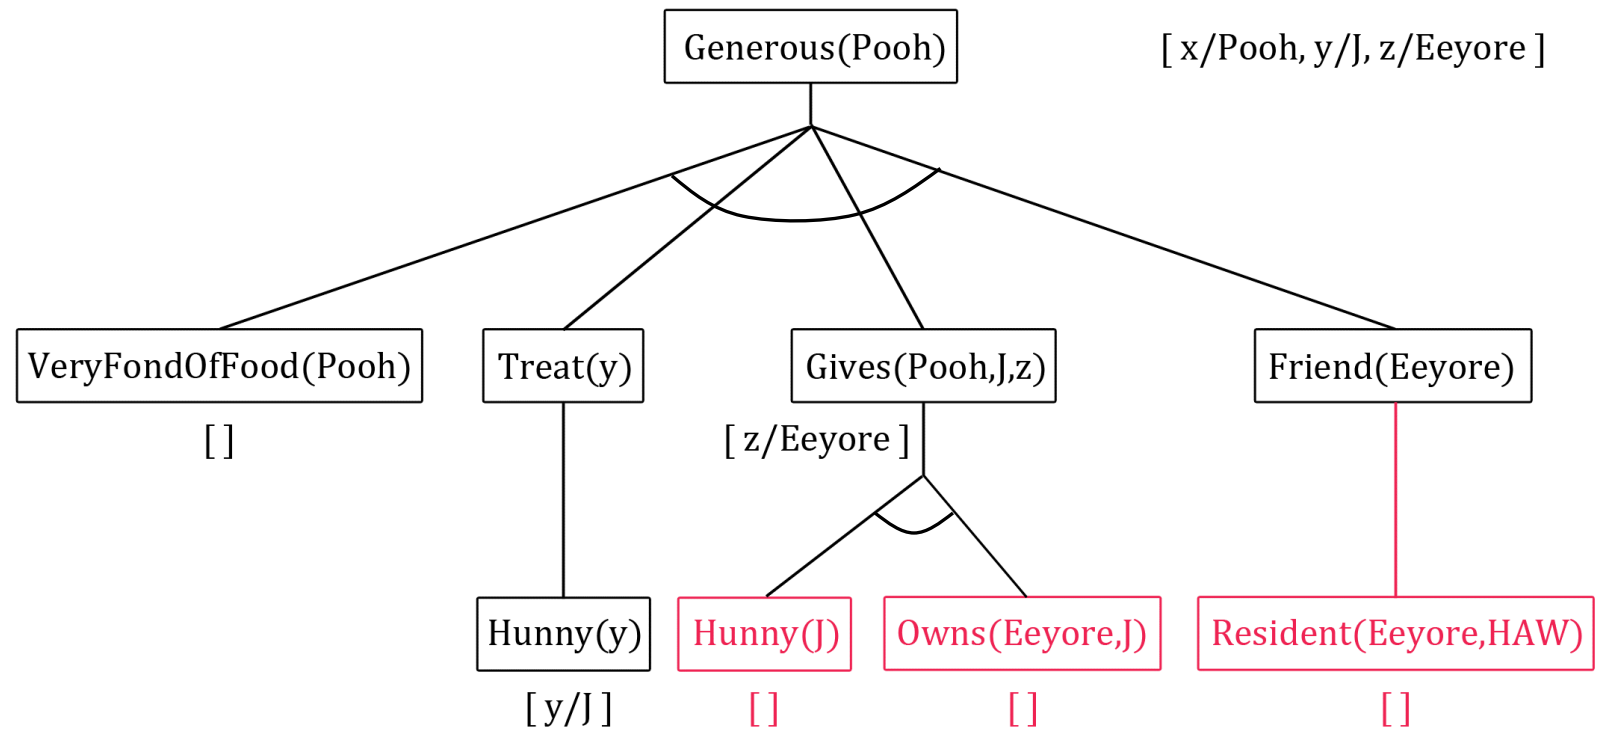 Generous(Pooh)
[ x/Pooh, y/J, z/Eeyore ]
VeryFondOfFood(Pooh)
Treat(y)
Gives(Pooh,J,z)
Friend(Eeyore)
[ ]
[ z/Eeyore ]
Hunny(y)
Hunny(J)
Owns(Eeyore,J)
Resident(Eeyore,HAW)
[ y/J ]
[ ]
[ ]
[ ]